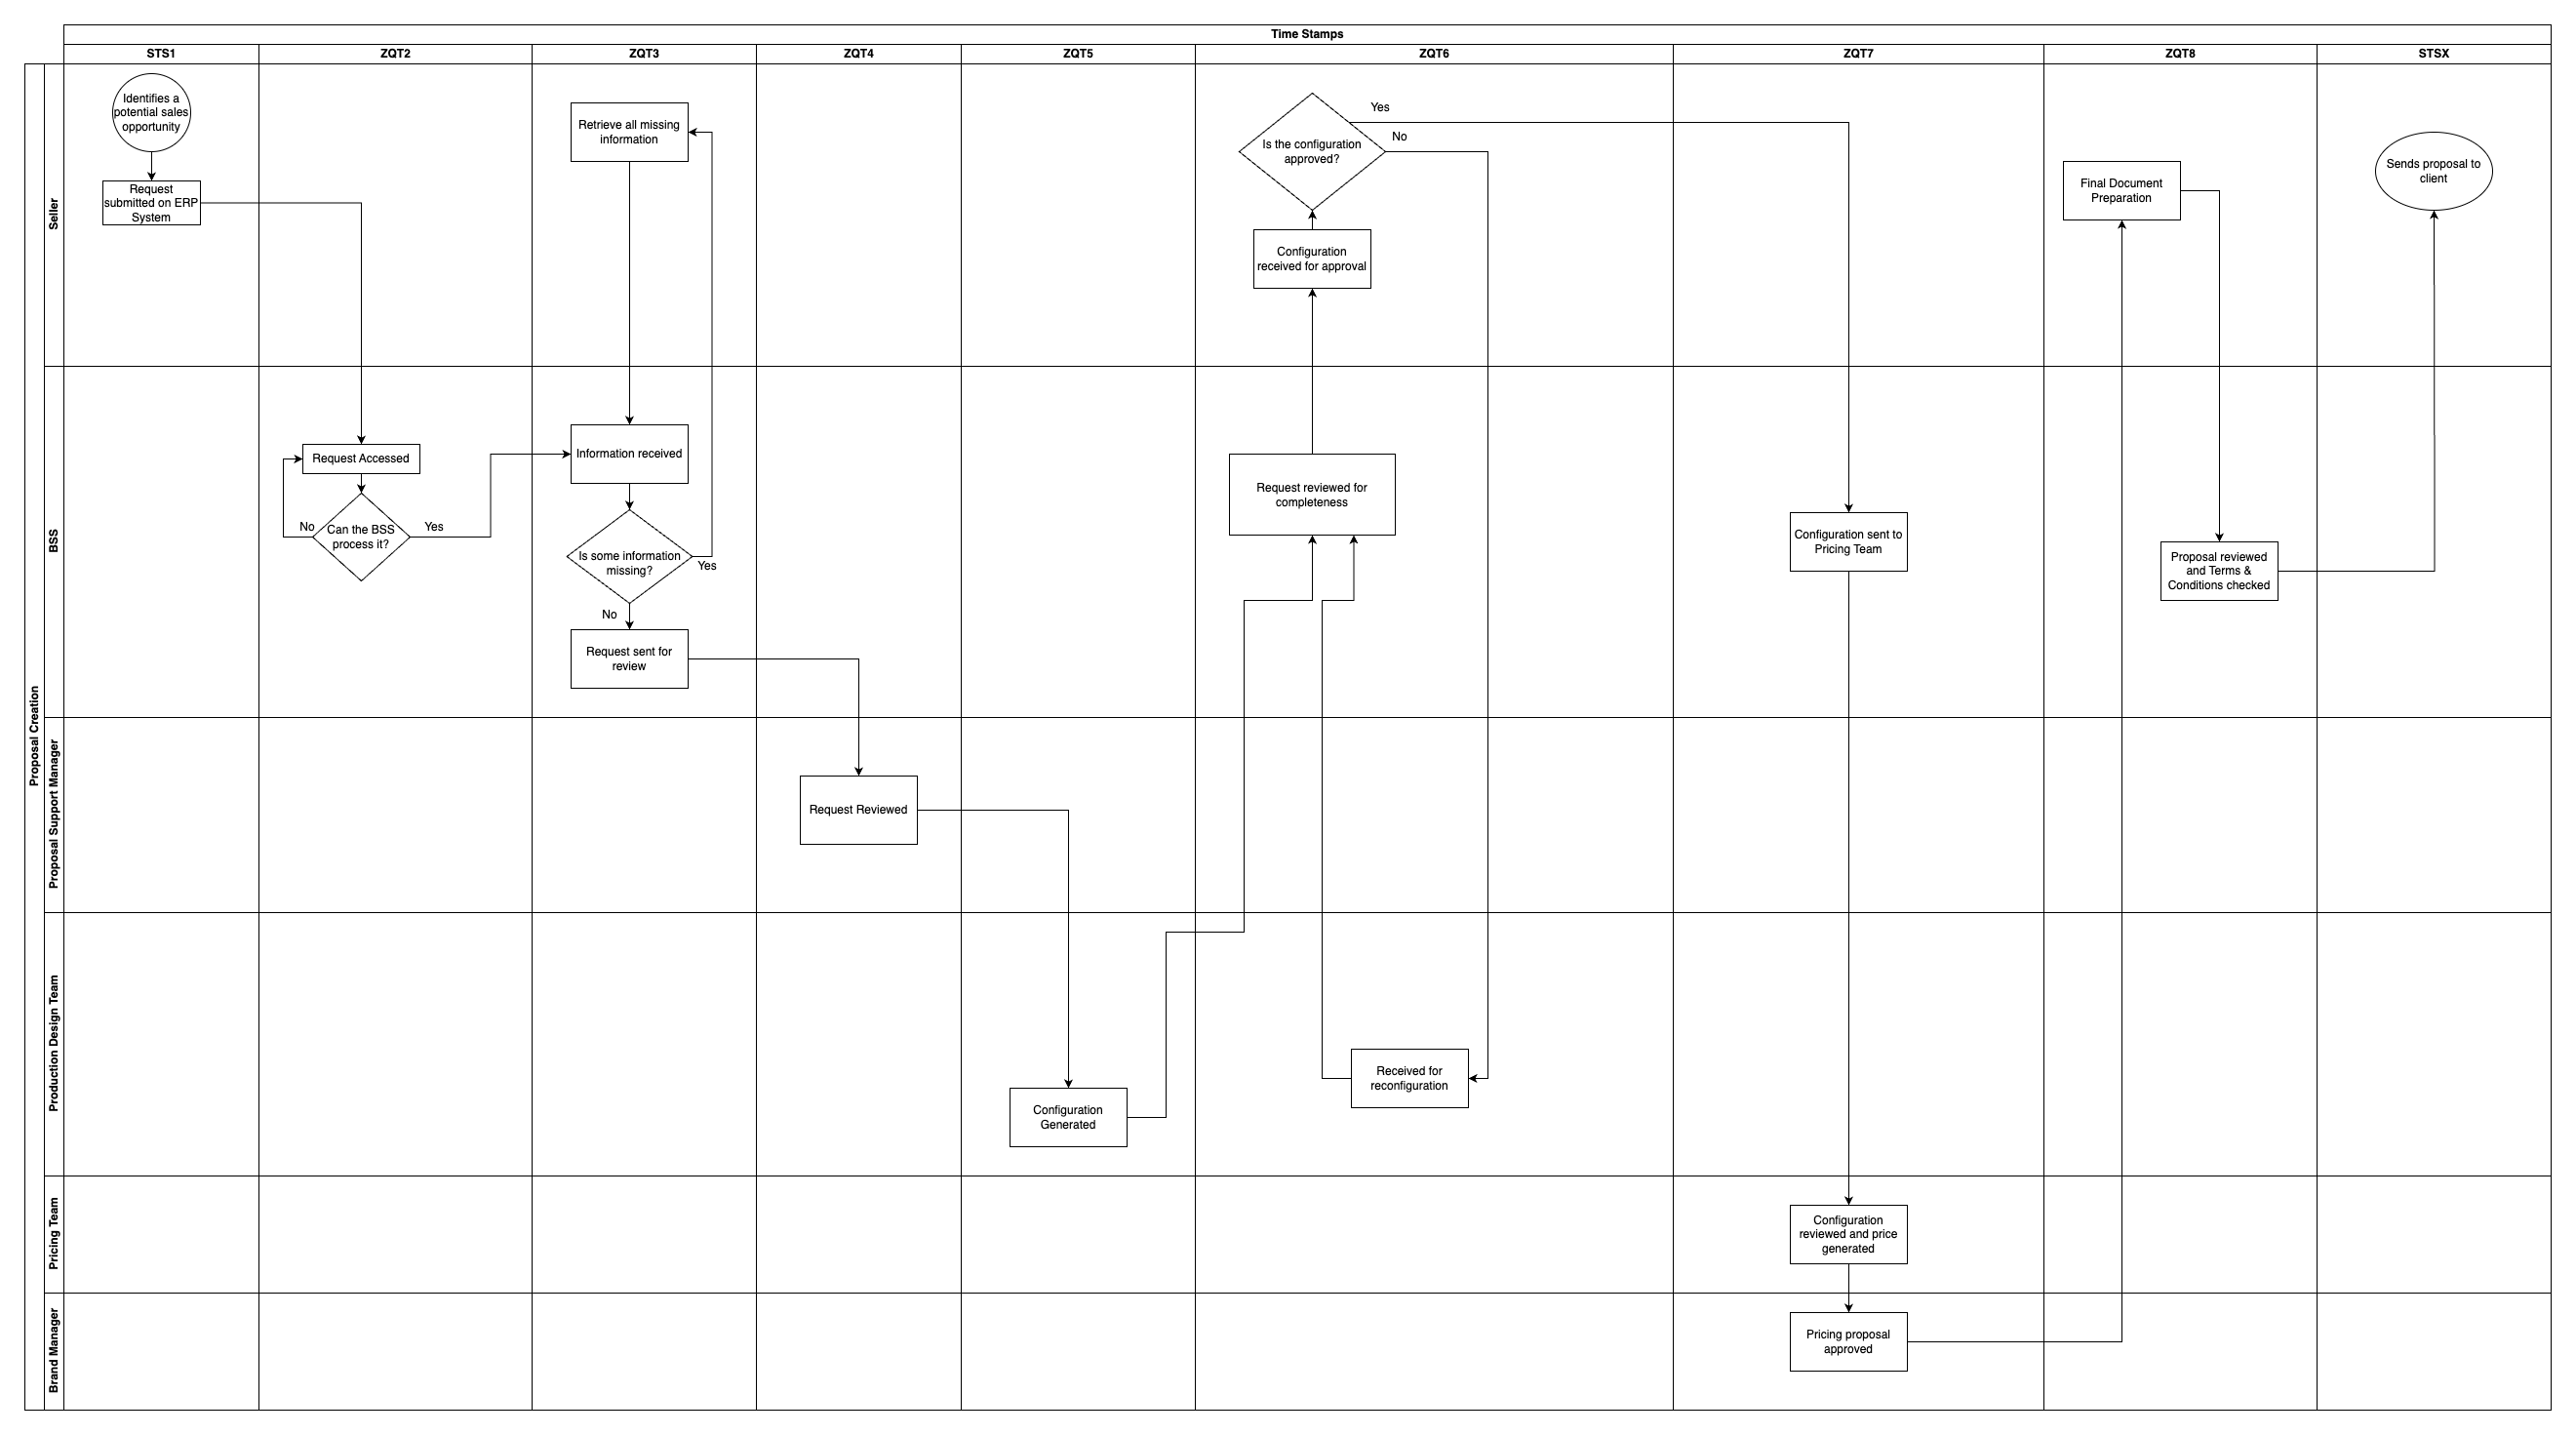 Time Stamps
STS1
ZQT2
ZQT3
ZQT4
ZQT5
ZQT6
ZQT7
ZQT8
STSX
Proposal Creation
Seller
Identifies a
potential sales
opportunity
Request
submitted on ERP
System
Retrieve all missing
information
Yes
No
Is the configuration
approved?
Configuration
received for approval
Final Document
Preparation
Sends proposal to
client
BSS
Request Accessed
No
Can the BSS
process it?
Yes
Information received
Is some information
missing?
Yes
No
Request sent for
review
Request reviewed for
completeness
Configuration sent to
Pricing Team
Proposal reviewed
and Terms &
Conditions checked
Proposal Support Manager
Request Reviewed
Production Design Team
Configuration
Generated
Received for
reconfiguration
Pricing Team
Configuration
reviewed and price
generated
Brand Manager
Pricing proposal
approved